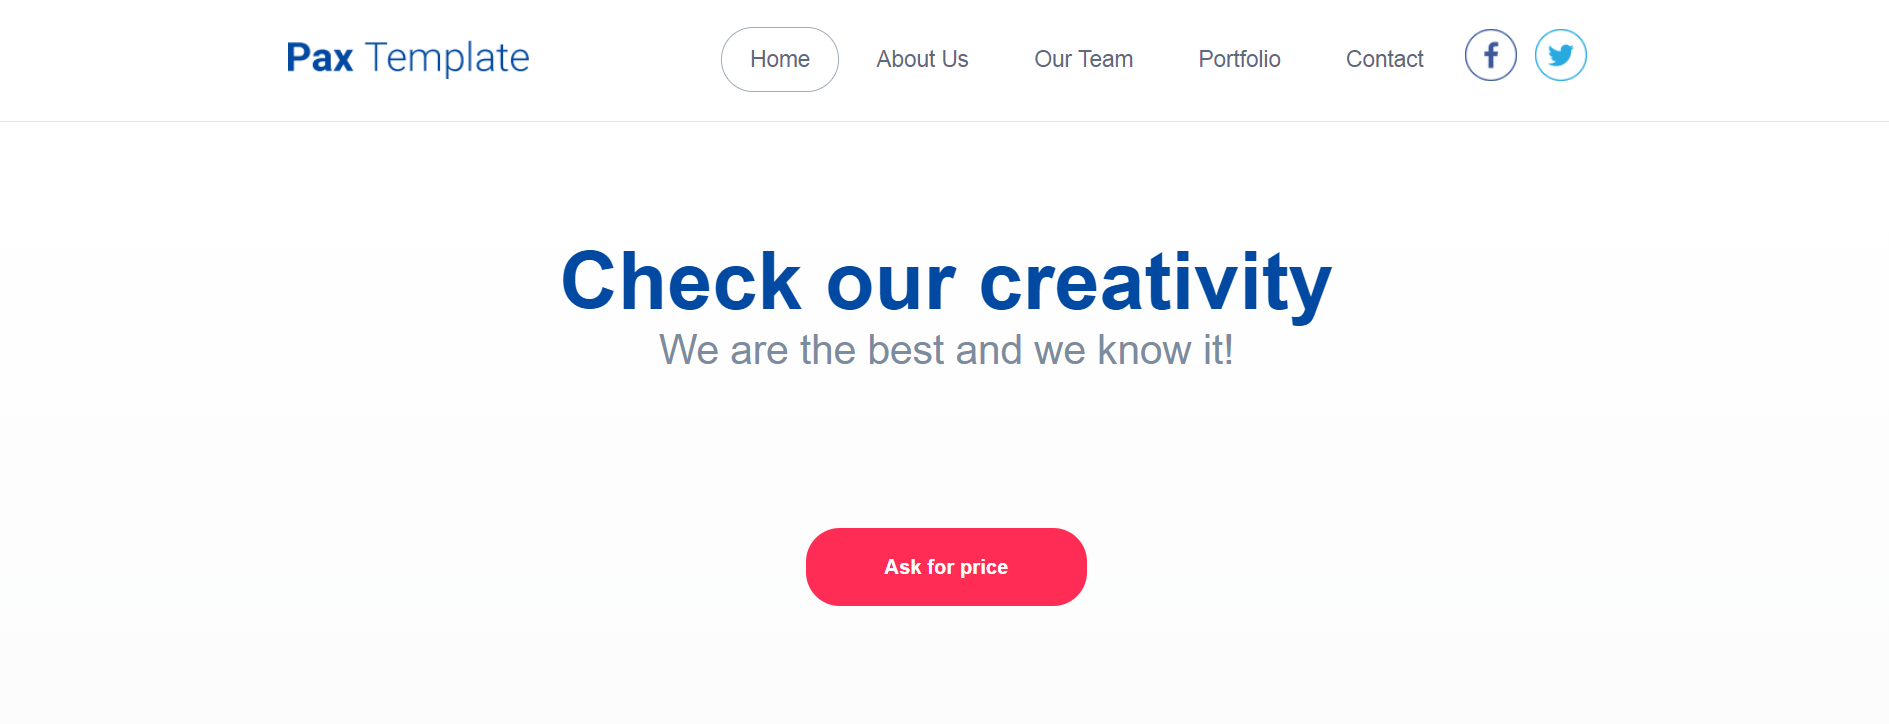 Pax Template
Home About Us Our Team Portfolio Contact
Check our creativity
We are the best and we know it!
Ask for price